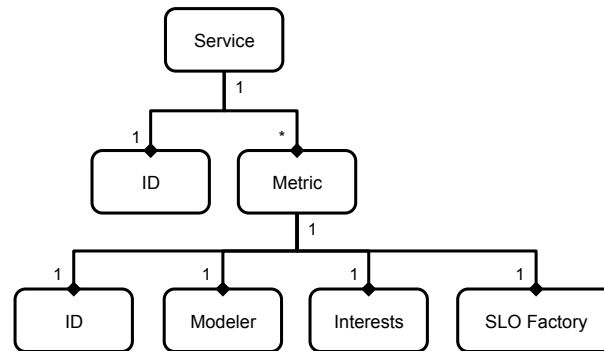 Service
1
1
*
ID
Metric
1
1
1
1
1
ID
Modeler
Interests
SLO Factory